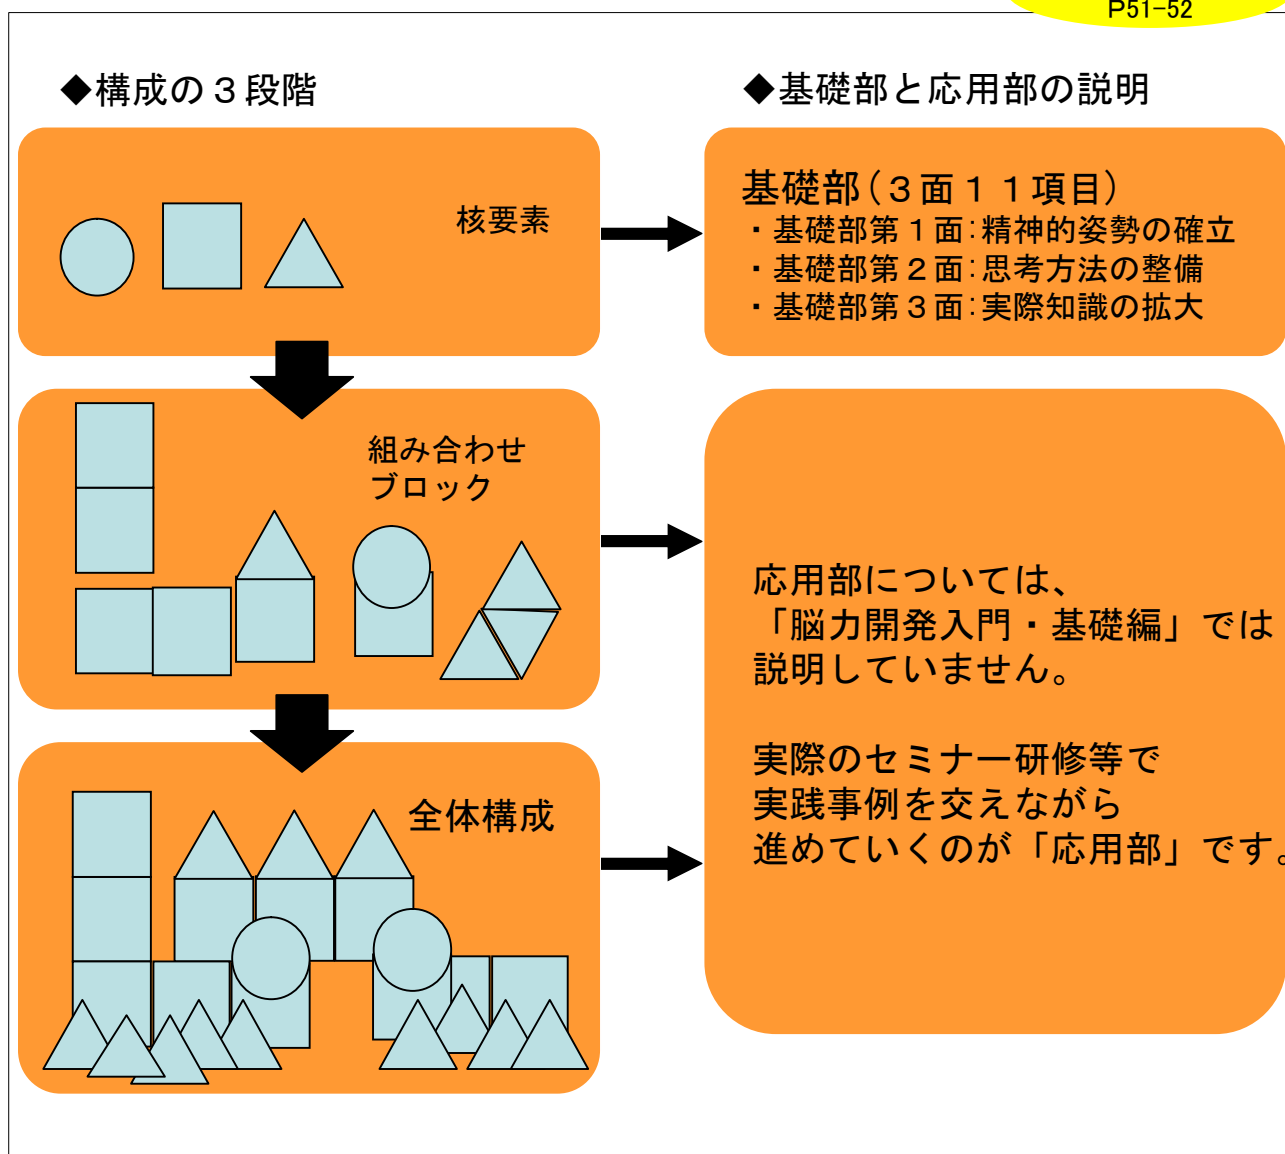 P51-52
◆構成の３段階
◆基礎部と応用部の説明
核要素
基礎部(３面１１項目)
・基礎部第１面:精神的姿勢の確立
・基礎部第２面:思考方法の整備
・基礎部第３面:実際知識の拡大
組み合わせ
ブロック
全体構成
応用部については、
「脳力開発入門・基礎編」では
説明していません。
実際のセミナー研修等で
実践事例を交えながら
進めていくのが「応用部」です。